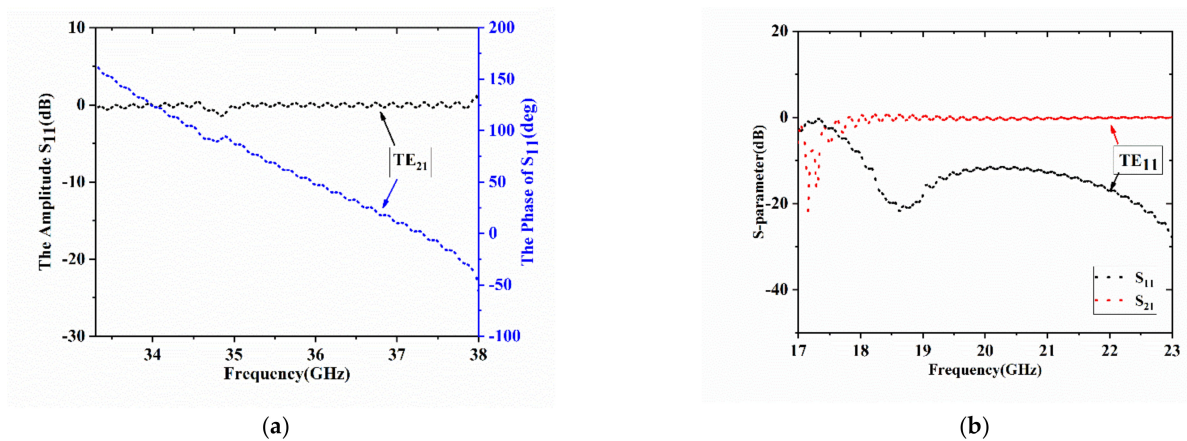 The Amplitude S11(dB)
10
0
-10
-20
-30
34 35 36 37 38
Frequency(GHz)
200
150
100
50
0
-50
-100
The Phase of S11(deg)
TE21
(a)
S-parameter(dB)
20
0
-20
-40
17 18 19 20 21 22 23
Frequency(GHz)
TE11
S11
S21
(b)